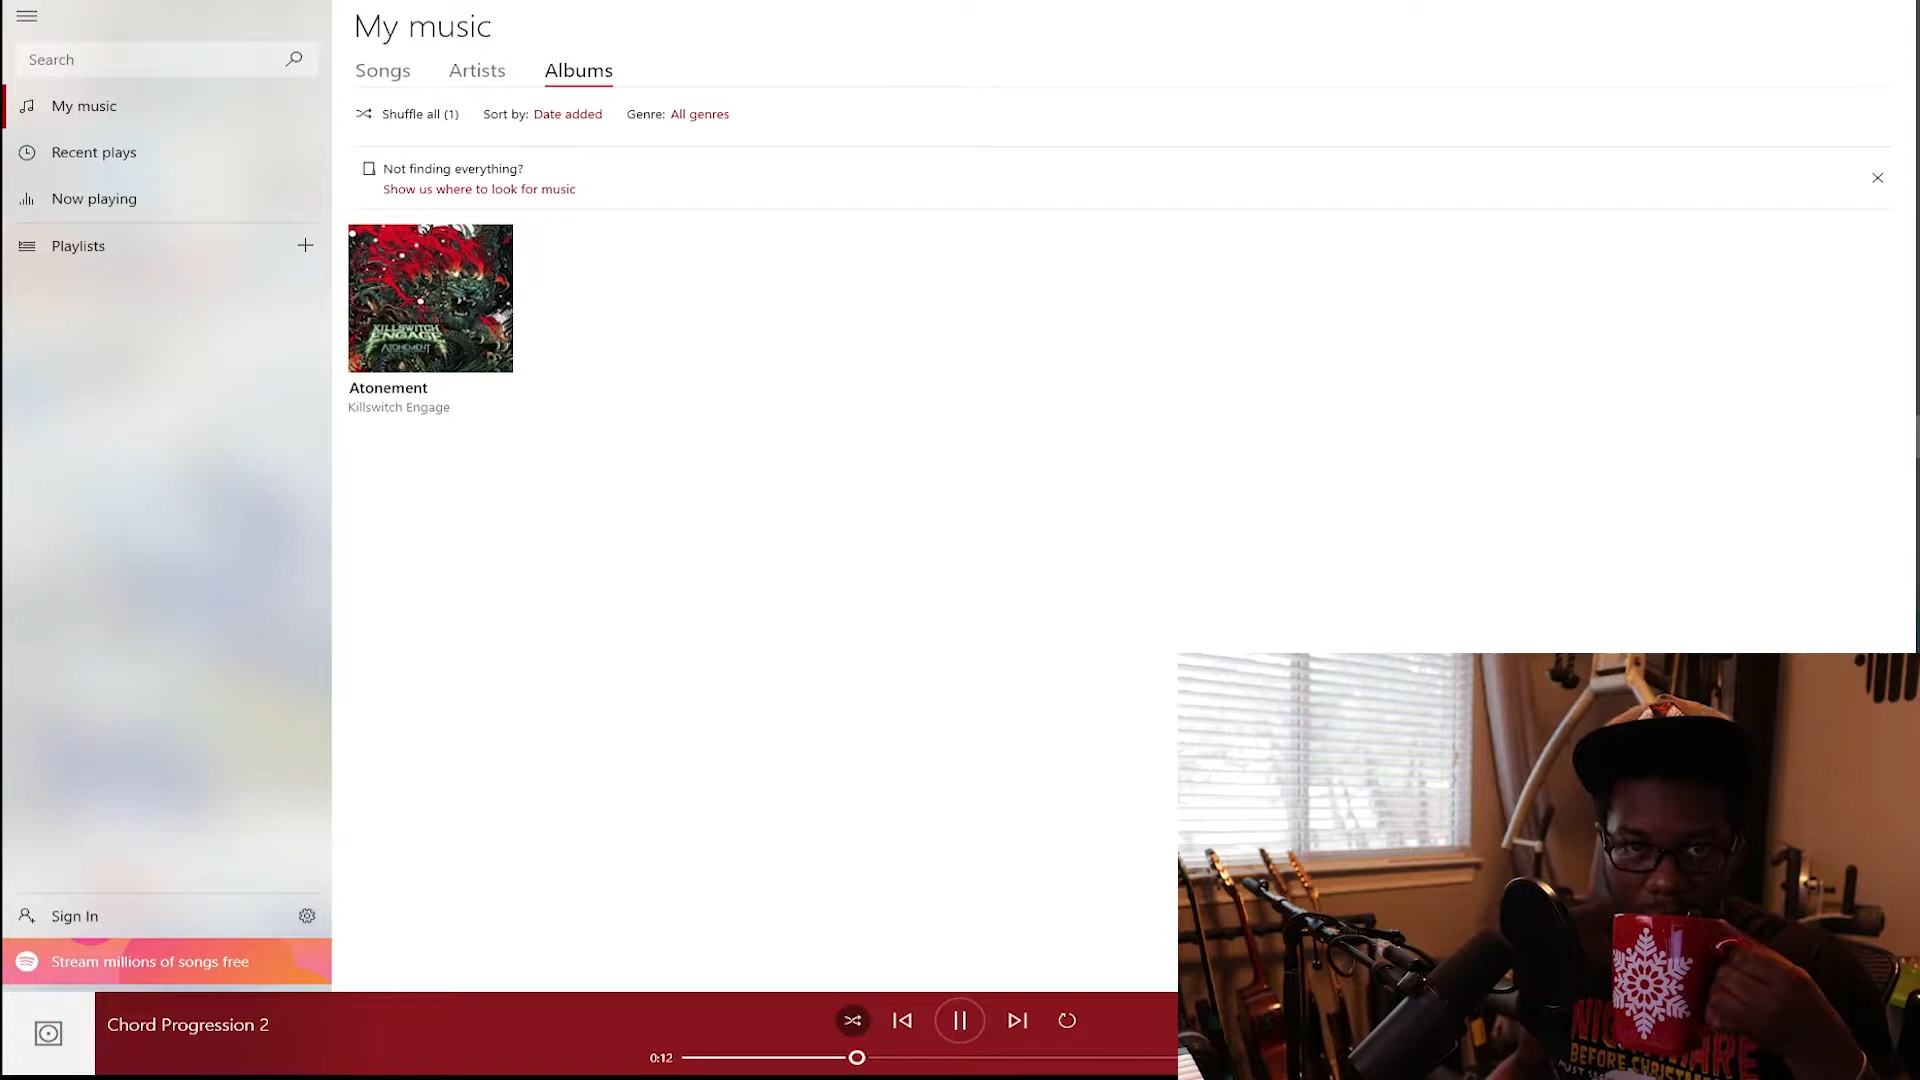 My music
Songs Artists Albums
Search
Shuffle all (1) Sort by: Date added Genre: All genres
My music
Recent plays
Now playing
Playlists
Not finding everything?
Show us where to look for music
KILLSWITCH
ENGAGE
ATONEMENT
Atonement
Killswitch Engage
Sign In
Stream millions of songs free
Chord Progression 2
0:12
BEFORE CHRISTMAS